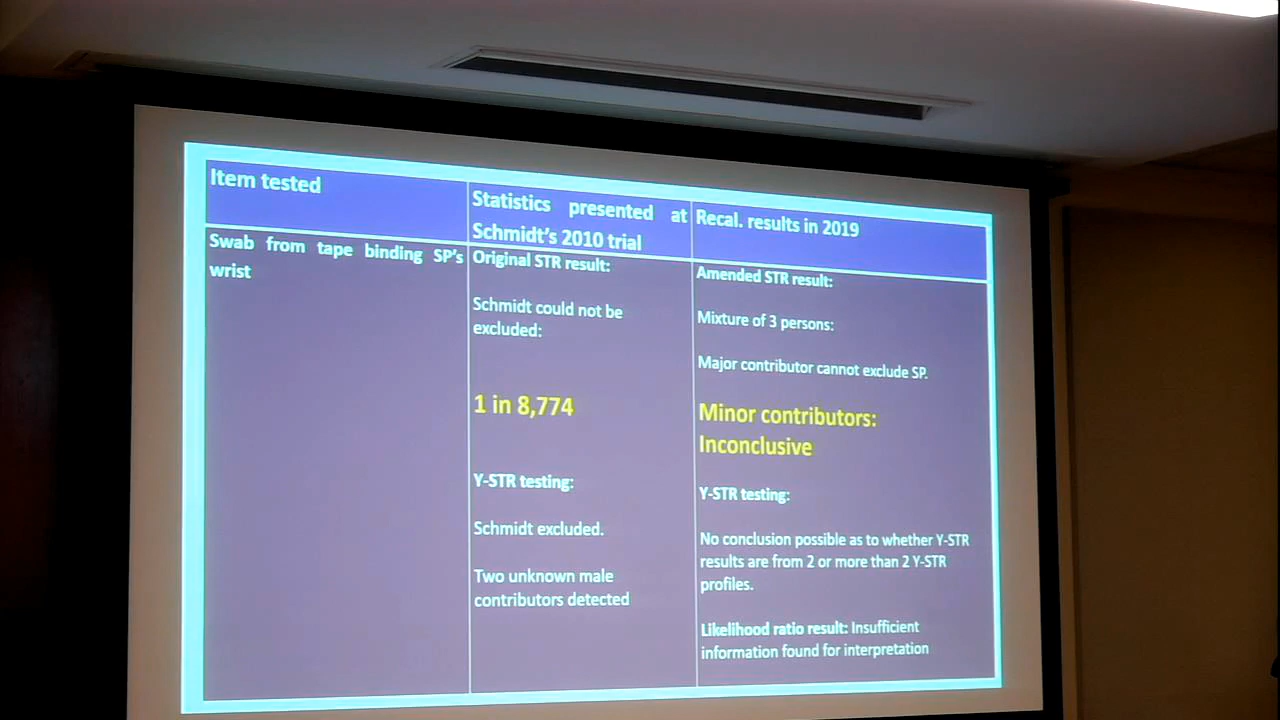 Item tested
Statistics presented at
Schmidt's 2010 trial
Recal. results in 2019
Swab from tape binding SP's
wrist
Original STR result:
Schmidt could not be
excluded:
1 in 8,774
Y-STR testing:
Schmidt excluded.
Two unknown male
contributors detected
Amended STR result:
Mixture of 3 persons:
Major contributor cannot exclude SP.
Minor contributors:
Inconclusive
Y-STR testing:
No conclusion possible as to whether Y-STR
results are from 2 or more than 2 Y-STR
profiles.
Likelihood ratio result: Insufficient
information found for interpretation